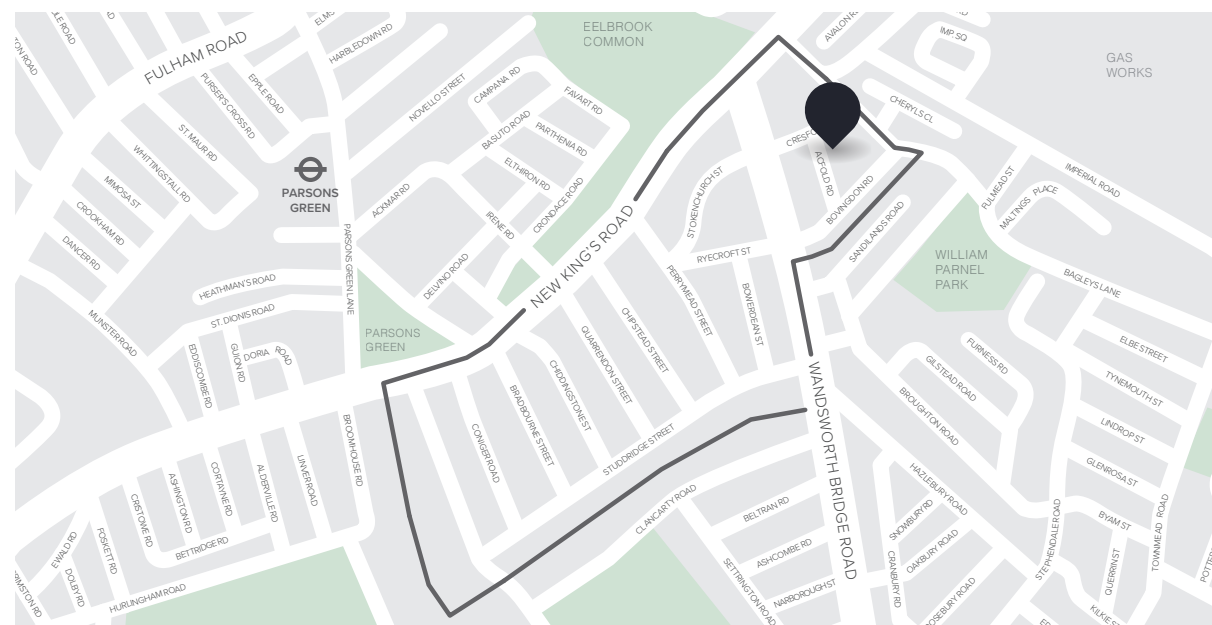 EELBROOK
COMMON
GAS
WORKS
FULHAM ROAD
HARBLEDOWN RD
AVALON RD
IMP. SQ
EPPLE ROAD
PURSER'S CROSS RD
NOVELLO STREET
CAMPANA RD
FAVART RD
CHERYLS CL
ST. MAUR RD
BASUTO ROAD
PARTHENIA RD
WHITTINGSTALL RD
PARSONS
GREEN
ELTHIRON RD
ACFOLD RD
IMPERIAL ROAD
MIMOSA ST
ACKMAR RD
CRONDACE ROAD
STOKENCHURCH ST
BOVINGDON RD
FULMEAD ST
MALTINGS PLACE
CROOKHAM RD
IRENE RD
SANDILANDS ROAD
DANCER RD
PARSONS GREEN LANE
DELVINO ROAD
NEW KING'S ROAD
RYECROFT ST
WILLIAM
PARNEL
PARK
HEATHMAN'S ROAD
PERRYMEAD STREET
BOWERDEAN ST
BAGLEYS LANE
ST. DIONIS ROAD
MUNSTER ROAD
PARSONS
GREEN
CHIPSTEAD STREET
QUARRENDON STREET
ELBE STREET
FURNESS RD
EDDISCOMBE RD
GUION RD
DORIA ROAD
CHIDDINGSTONE ST
GILSTEAD ROAD
TYNEMOUTH ST
BRADBOURNE STREET
BROUGHTON ROAD
WANDSWORTH BRIDGE ROAD
BROOMHOUSE RD
CONIGER ROAD
STUDDRIDGE STREET
LINDROP ST
LINVER ROAD
ALDERVILLE RD
CORTAYNE RD
ASHINGTON RD
CRISTOWE RD
CLANCARTY ROAD
HAZLEBURY ROAD
GLENROSA ST
BELTRAN RD
SNOWBURY RD
BYAM ST
TOWNMEAD ROAD
STEPHENDALE ROAD
EWALD RD
FOSKETT RD
BETTRIDGE RD
ASHCOMBE RD
OAKBURY ROAD
DOLBY RD
HURLINGHAM ROAD
SETTRINGTON ROAD
NARBOROUGH ST
CRANBURY RD
QUERRIN ST